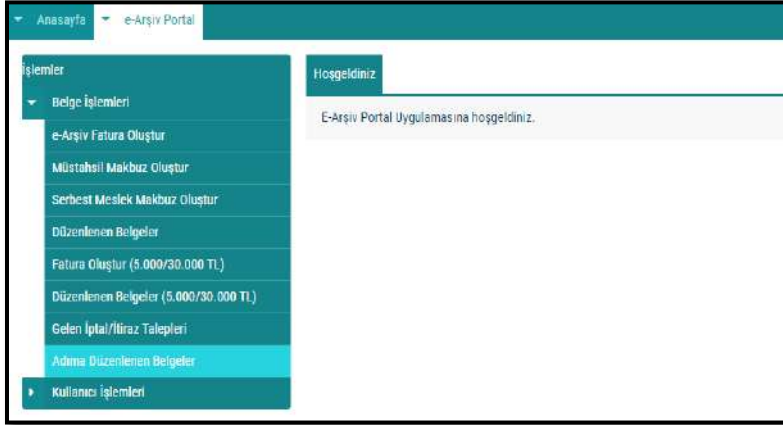 Anasayfa
e-Arşiv Portal
İşlemler
Hoşgeldiniz
Belge İşlemleri
E-Arşiv Portal Uygulamasına hoşgeldiniz.
e-Arşiv Fatura Oluştur
Müstahsil Makbuz Oluştur
Serbest Meslek Makbuz Oluştur
Düzenlenen Belgeler
Fatura Oluştur (5.000/30.000 TL)
Düzenlenen Belgeler (5.000/30.000 TL)
Gelen İptal/İtiraz Talepleri
Adıma Düzenlenen Belgeler
Kullanıcı İşlemleri